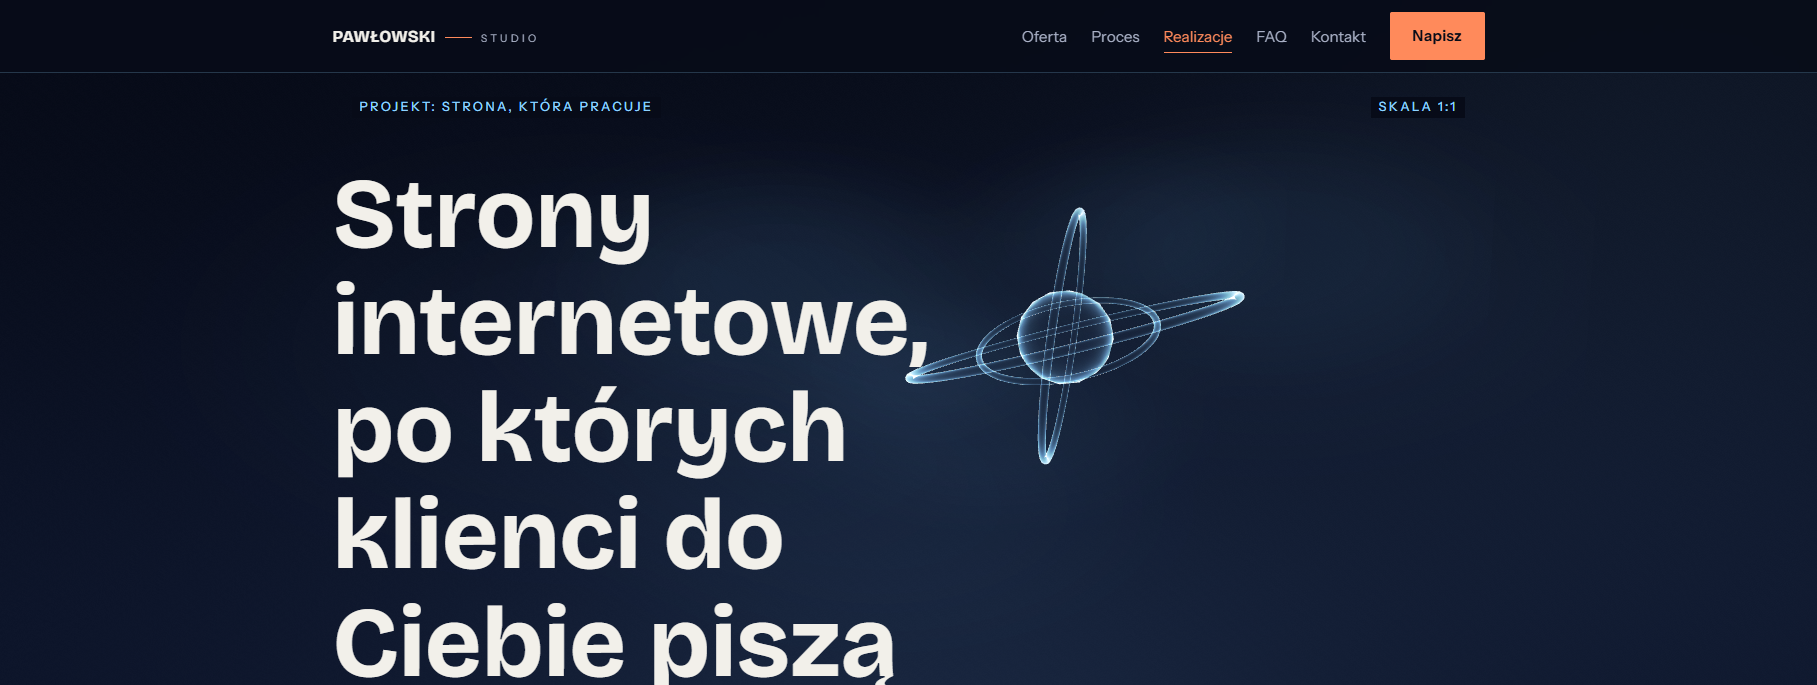 PAWŁOWSKI STUDIO
Oferta Proces Realizacje FAQ Kontakt Napisz
PROJEKT: STRONA, KTÓRA PRACUJE
SKALA 1:1
Strony
internetowe,
po których
klienci do
Ciebie piszą